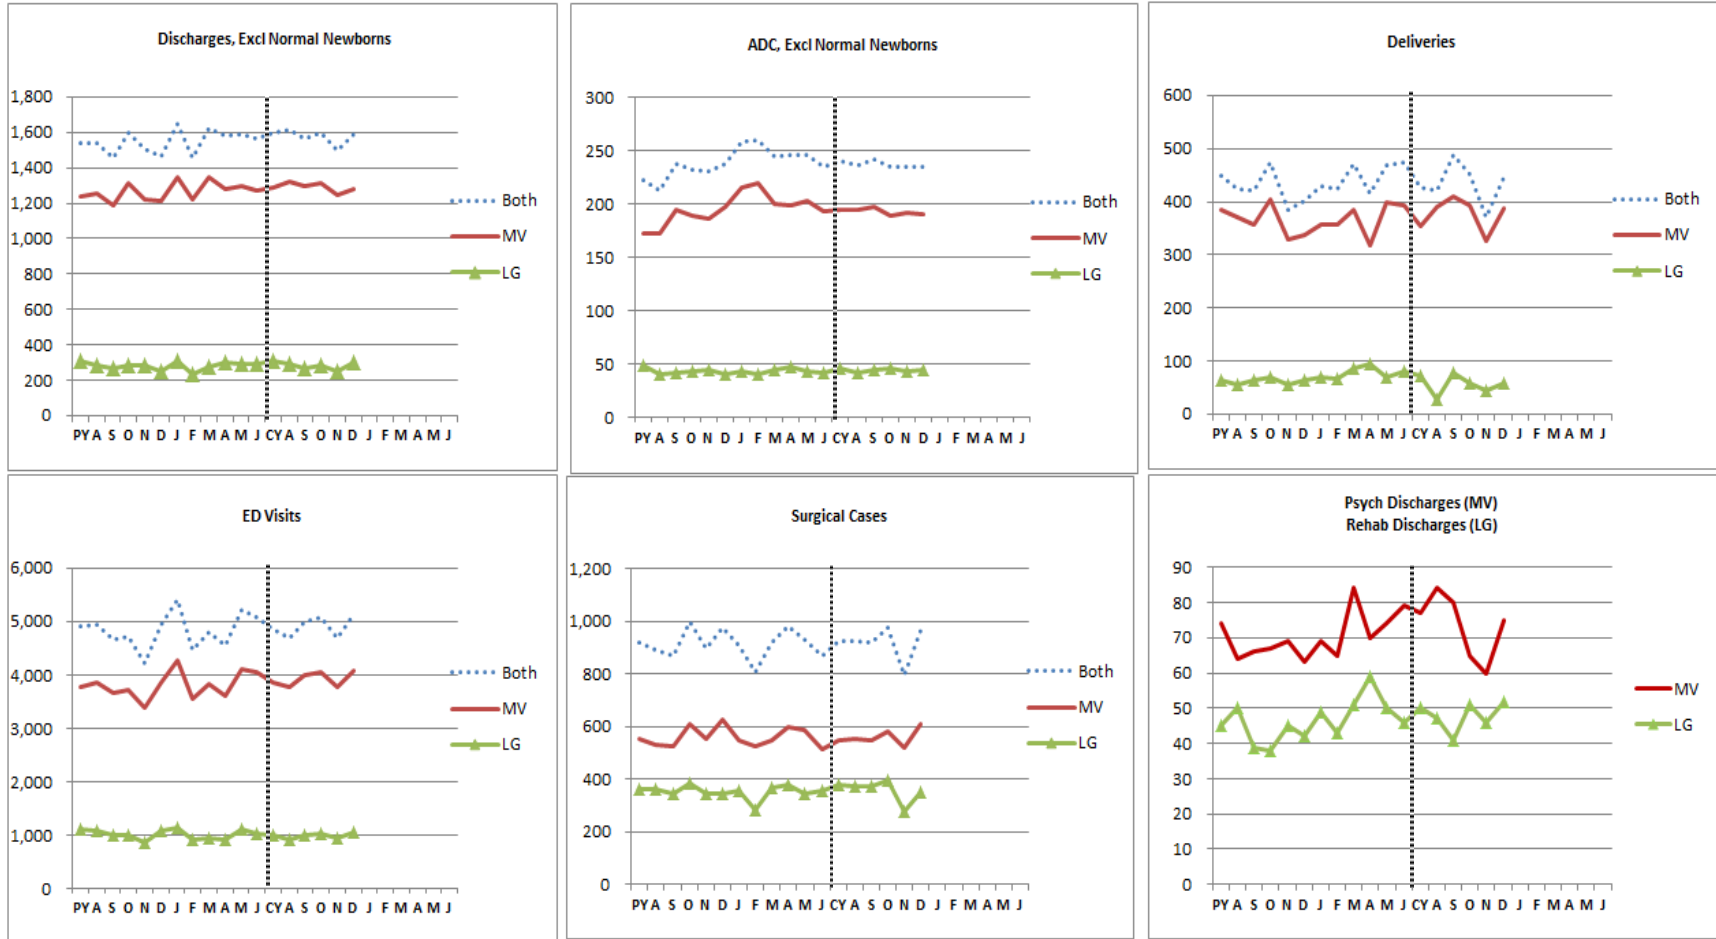 Discharges, Excl Normal Newborns
1,800
1,600
1,400
1,200
1,000
800
600
400
200
0
PY A S O N D J F M A M J CY A S O N D J F M A M J
Both
MV
LG
ADC, Excl Normal Newborns
300
250
200
150
100
50
0
PY A S O N D J F M A M J CY A S O N D J F M A M J
Both
MV
LG
Deliveries
600
500
400
300
200
100
0
PY A S O N D J F M A M J CY A S O N D J F M A M J
Both
MV
LG
ED Visits
6,000
5,000
4,000
3,000
2,000
1,000
0
PY A S O N D J F M A M J CY A S O N D J F M A M J
Both
MV
LG
Surgical Cases
1,200
1,000
800
600
400
200
0
PY A S O N D J F M A M J CY A S O N D J F M A M J
Both
MV
LG
Psych Discharges (MV)
Rehab Discharges (LG)
90
80
70
60
50
40
30
20
10
0
PY A S O N D J F M A M J CY A S O N D J F M A M J
MV
LG